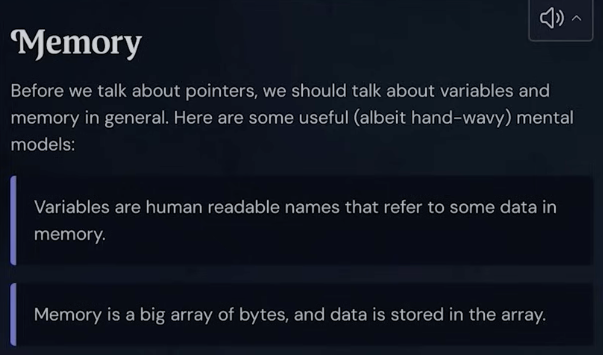 Memory
Before we talk about pointers, we should talk about variables and
memory in general. Here are some useful (albeit hand-wavy) mental
models:
Variables are human readable names that refer to some data in
memory.
Memory is a big array of bytes, and data is stored in the array.